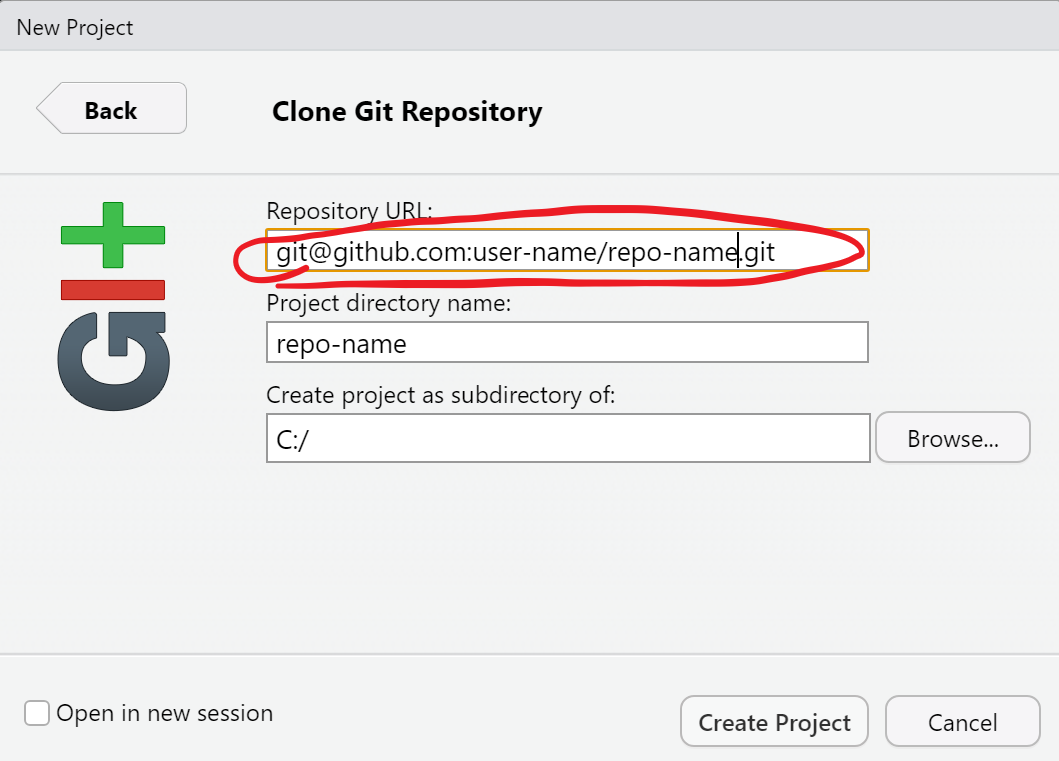 New Project
Back
Clone Git Repository
Repository URL:
git@github.com:user-name/repo-name.git
Project directory name:
repo-name
Create project as subdirectory of:
C:/
Browse...
GIT
Open in new session
Create Project
Cancel